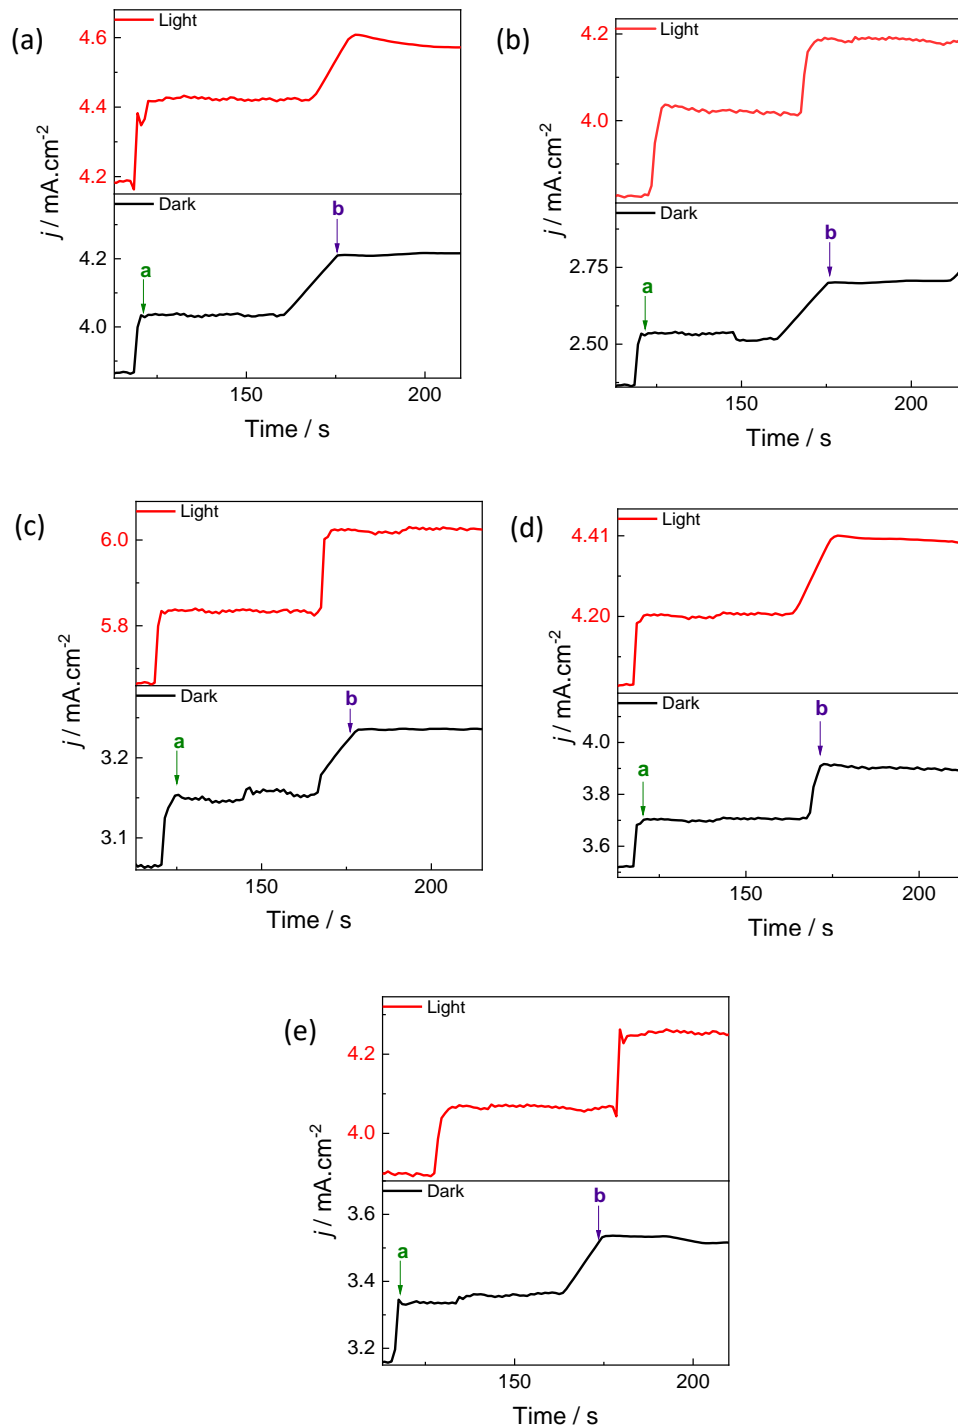 (a)
Light
4.6
4.4
4.2
j / mA.cm-2
Dark
b
a
4.2
4.0
150
200
Time / s
(b)
Light
4.2
4.0
j / mA.cm-2
Dark
b
a
2.75
2.50
150
200
Time / s
(c)
Light
6.0
5.8
j / mA.cm-2
Dark
b
a
3.2
3.1
150
200
Time / s
(d)
Light
4.41
4.20
j / mA.cm-2
Dark
b
a
4.0
3.8
3.6
150
200
Time / s
(e)
Light
4.2
4.0
j / mA.cm-2
Dark
b
a
3.6
3.4
3.2
150
200
Time / s